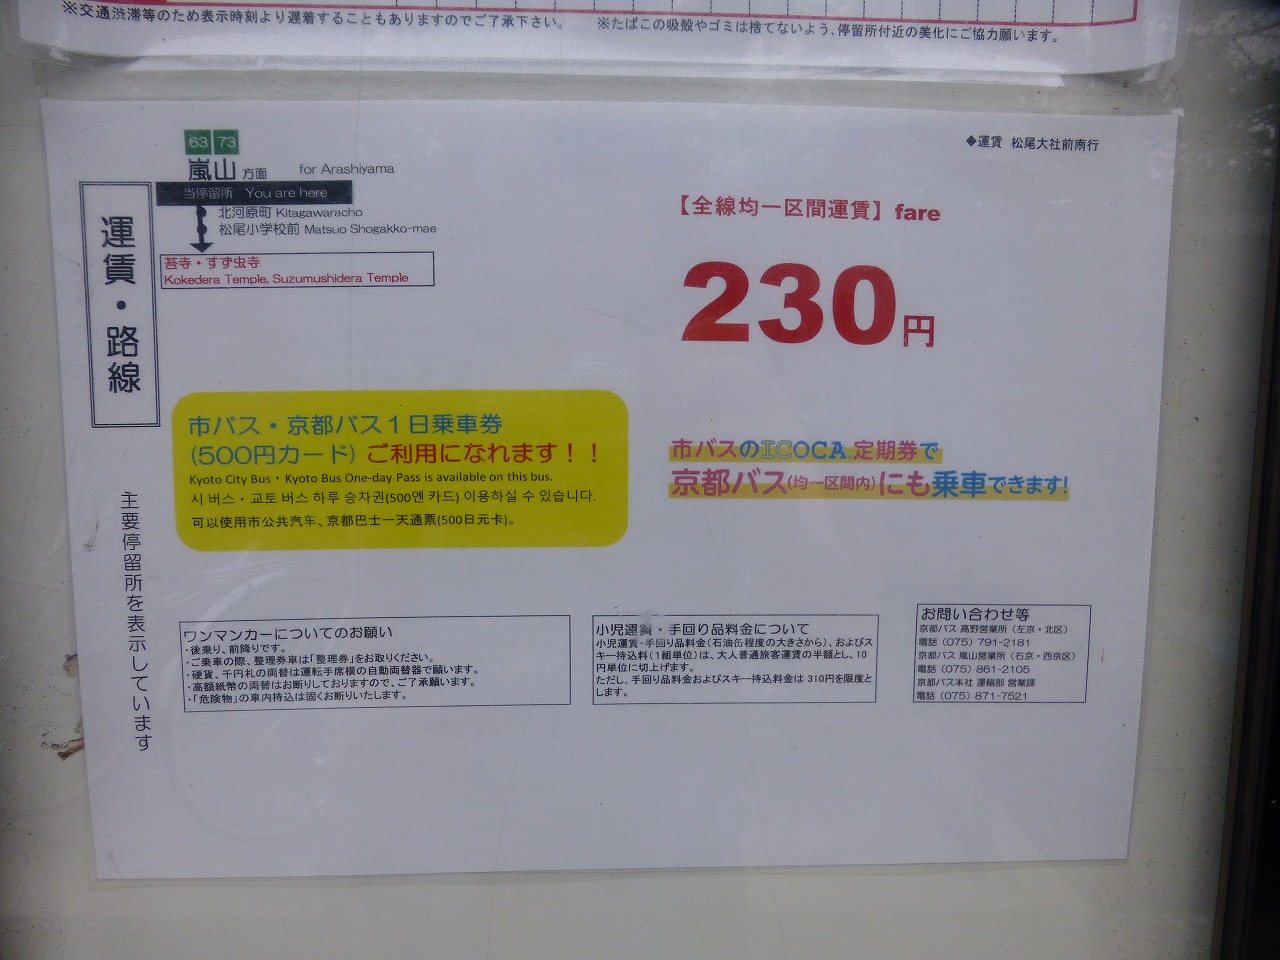 ※交通渋滞等のため表示時刻より遅着することもありますのでご了承下さい。 ※たばこの吸殻やゴミは捨てないよう、停留所付近の美化にご協力願います。
63 73
嵐山 方面 for Arashiyama
当停留所 You are here
北河原町 Kitagawaracho
松尾小学校前 Matsuo Shogakko-mae
苔寺・すず虫寺
Kokedera Temple, Suzumushidera Temple
運賃・路線
主要停留所を表示しています
◆運賃 松尾大社前南行
【全線均一区間運賃】 fare
230円
市バス・京都バス1日乗車券
(500円カード) ご利用になれます!!
Kyoto City Bus・Kyoto Bus One-day Pass is available on this bus.
시 버스・교토 버스 하루 승차권(500엔 카드) 이용하실 수 있습니다.
可以使用市公共汽车、京都巴士一天通票(500日元卡)。
市バスのICOCA定期券で
京都バス(均一区間内)にも乗車できます!
ワンマンカーについてのお願い
・後乗り、前降りです。
・ご乗車の際、整理券車は「整理券」をお取りください。
・硬貨、千円札の両替は運転手席横の自動両替器で願います。
・高額紙幣の両替はお断りしておりますので、ご了承願います。
・「危険物」の車内持込は固くお断りいたします。
小児運賃・手回り品料金について
小児運賃・手回り品料金(石油缶程度の大きさから)、およびス
キー持込料(1組単位)は、大人普通旅客運賃の半額とし、10
円単位に切上げます。
ただし、手回り品料金およびスキー持込料金は310円を限度と
します。
お問い合わせ等
京都バス 高野営業所(左京・北区)
電話(075)791-2181
京都バス 嵐山営業所(右京・西京区)
電話(075)861-2105
京都バス本社 運輸部 営業課
電話(075)871-7521